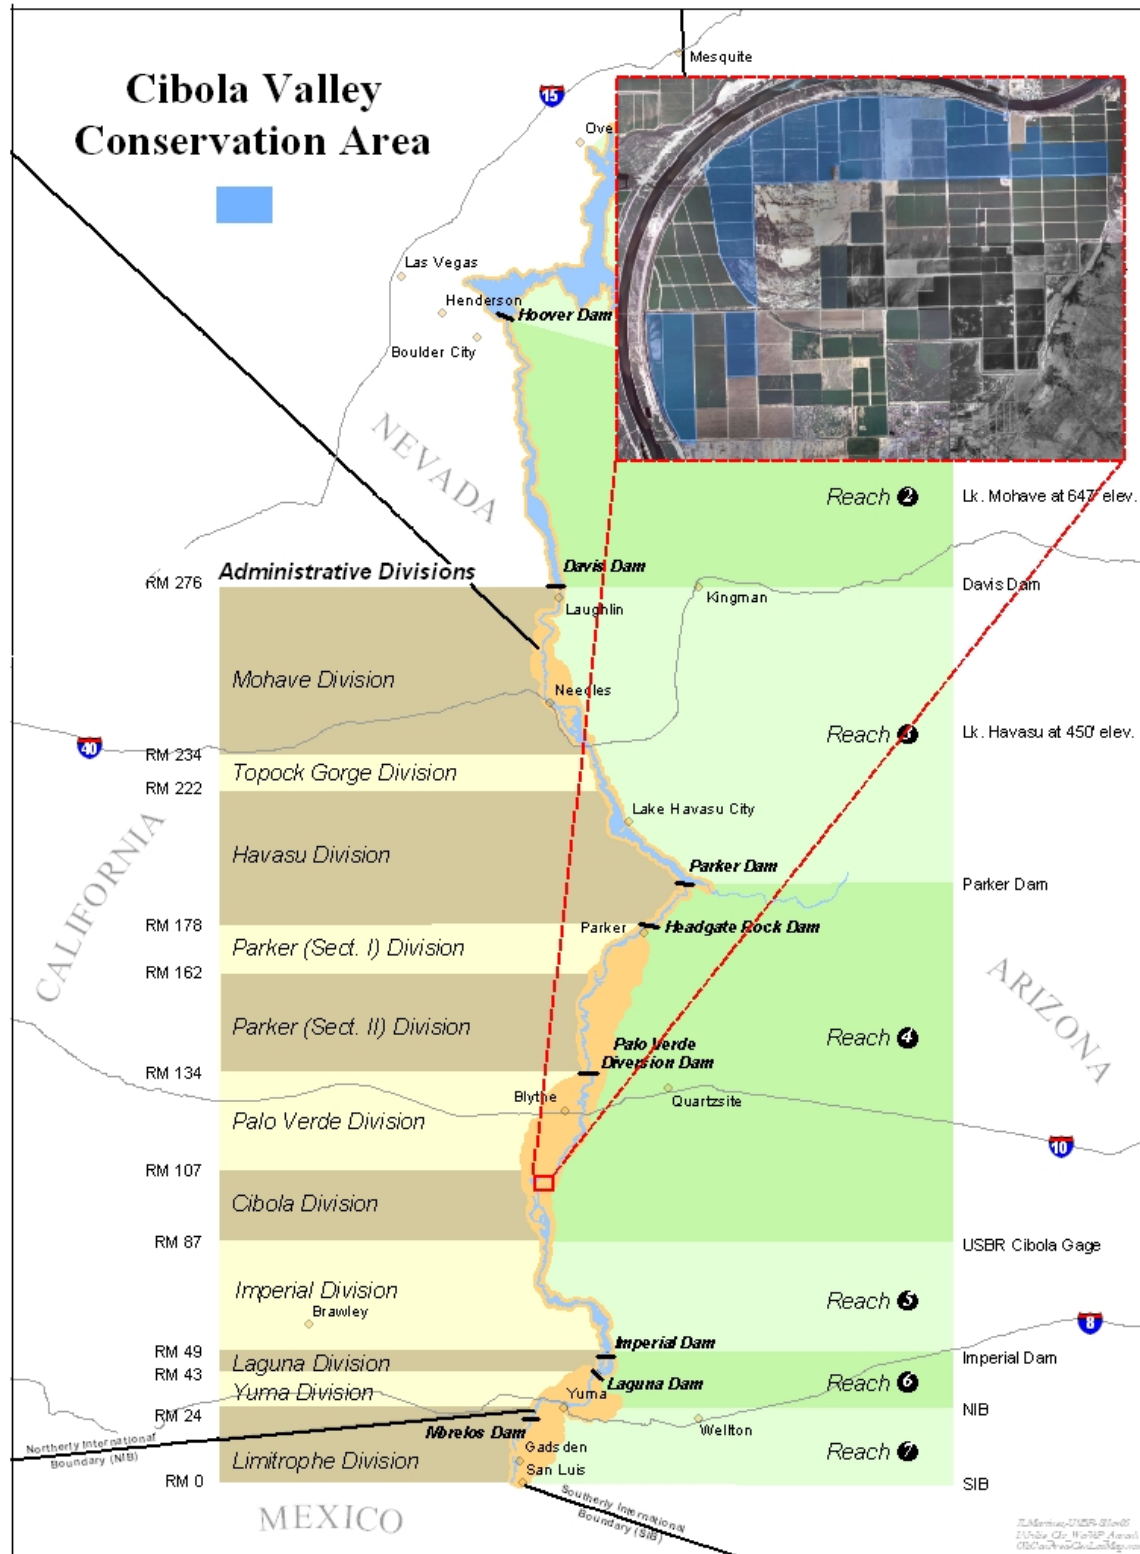 Cibola Valley
Conservation Area
Mesquite
15
Ove
Las Vegas
Henderson
Hoover Dam
Boulder City
NEVADA
Reach 2
Lk. Mohave at 647' elev.
Administrative Divisions
Davis Dam
RM 276
Laughlin
Kingman
Davis Dam
Mohave Division
Needles
40
Reach 3
Lk. Havasu at 450' elev.
RM 234
Topock Gorge Division
RM 222
Lake Havasu City
CALIFORNIA
Havasu Division
Parker Dam
Parker Dam
RM 178
Parker
Headgate Rock Dam
Parker (Sect. I) Division
RM 162
ARIZONA
Parker (Sect. II) Division
Reach 4
Palo Verde
Diversion Dam
RM 134
Blythe
Quartzsite
Palo Verde Division
10
RM 107
Cibola Division
RM 87
USBR Cibola Gage
Imperial Division
Brawley
Reach 5
8
RM 49
Imperial Dam
Imperial Dam
Laguna Division
RM 43
Laguna Dam
Reach 6
Yuma Division
Yuma
RM 24
NIB
Morelos Dam
Wellton
Northerly International
Boundary (NIB)
Gadsden
Reach 7
Limitrophe Division
San Luis
RM 0
SIB
Southerly International
Boundary (SIB)
MEXICO